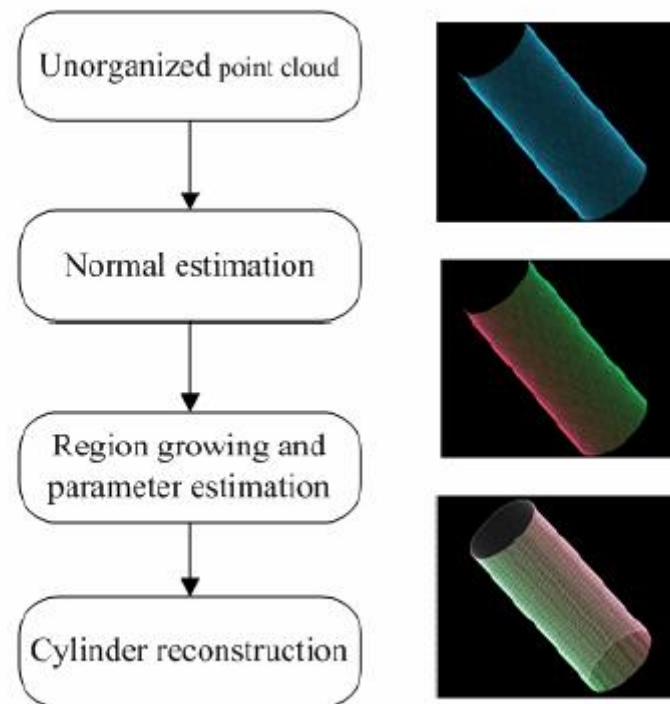 Unorganized point cloud
Normal estimation
Region growing and
parameter estimation
Cylinder reconstruction